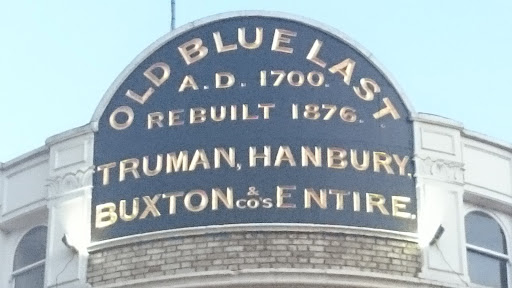 OLD BLUE LAST
A.D. 1700.
REBUILT 1876.
TRUMAN, HANBURY,
BUXTON & CO'S ENTIRE.